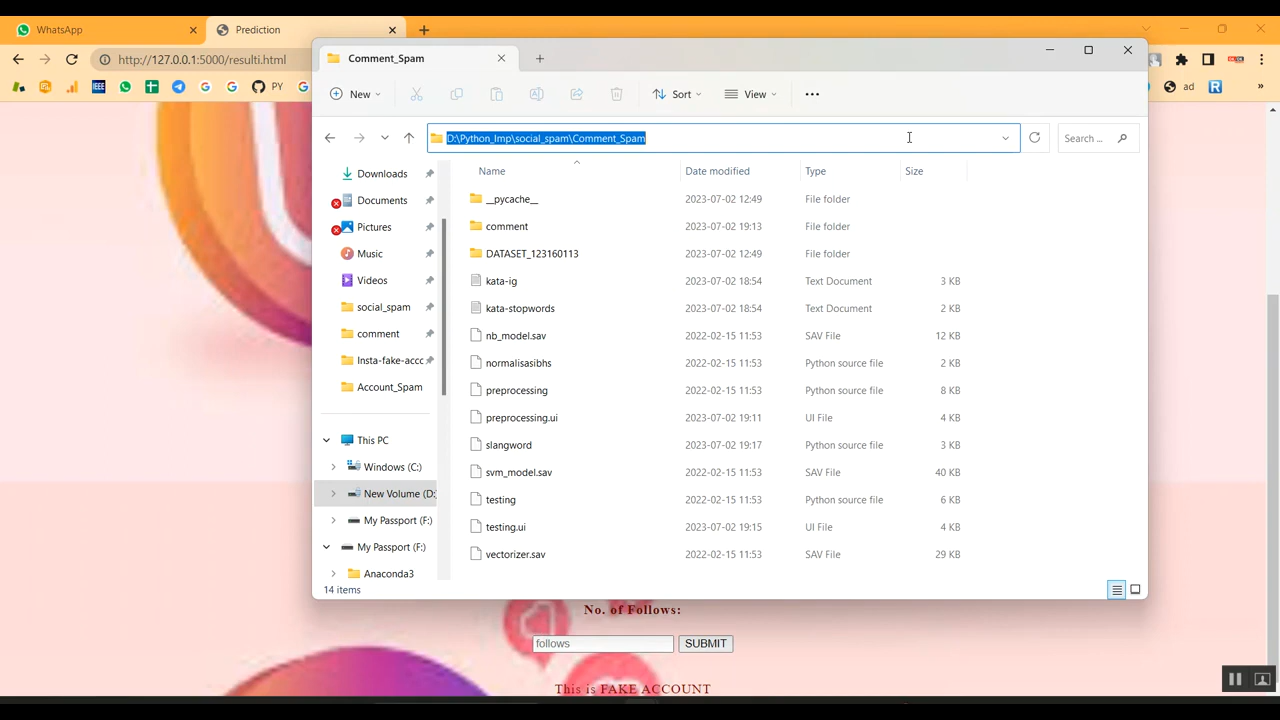 WhatsApp
Prediction
http://127.0.0.1:5000/resulti.html
IEEE
PY
ad
R
»
Comment_Spam
New
Sort
View
D:\Python_Imp\social_spam\Comment_Spam
Search ...
Downloads
Documents
Pictures
Music
Videos
social_spam
comment
Insta-fake-accc
Account_Spam
This PC
Windows (C:)
New Volume (D:
My Passport (F:)
My Passport (F:)
Anaconda3
Name Date modified Type Size
__pycache__ 2023-07-02 12:49 File folder
comment 2023-07-02 19:13 File folder
DATASET_123160113 2023-07-02 12:49 File folder
kata-ig 2023-07-02 18:54 Text Document 3 KB
kata-stopwords 2023-07-02 18:54 Text Document 2 KB
nb_model.sav 2022-02-15 11:53 SAV File 12 KB
normalisasibhs 2022-02-15 11:53 Python source file 2 KB
preprocessing 2022-02-15 11:53 Python source file 8 KB
preprocessing.ui 2023-07-02 19:11 UI File 4 KB
slangword 2023-07-02 19:17 Python source file 3 KB
svm_model.sav 2022-02-15 11:53 SAV File 40 KB
testing 2022-02-15 11:53 Python source file 6 KB
testing.ui 2023-07-02 19:15 UI File 4 KB
vectorizer.sav 2022-02-15 11:53 SAV File 29 KB
14 items
No. of Follows:
follows
SUBMIT
This is FAKE ACCOUNT